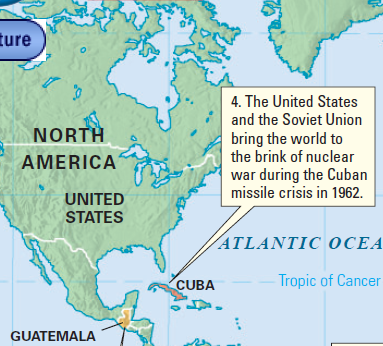 ture
4. The United States
and the Soviet Union
bring the world to
the brink of nuclear
war during the Cuban
missile crisis in 1962.
NORTH
AMERICA
UNITED
STATES
ATLANTIC OCEA
CUBA
Tropic of Cancer
GUATEMALA